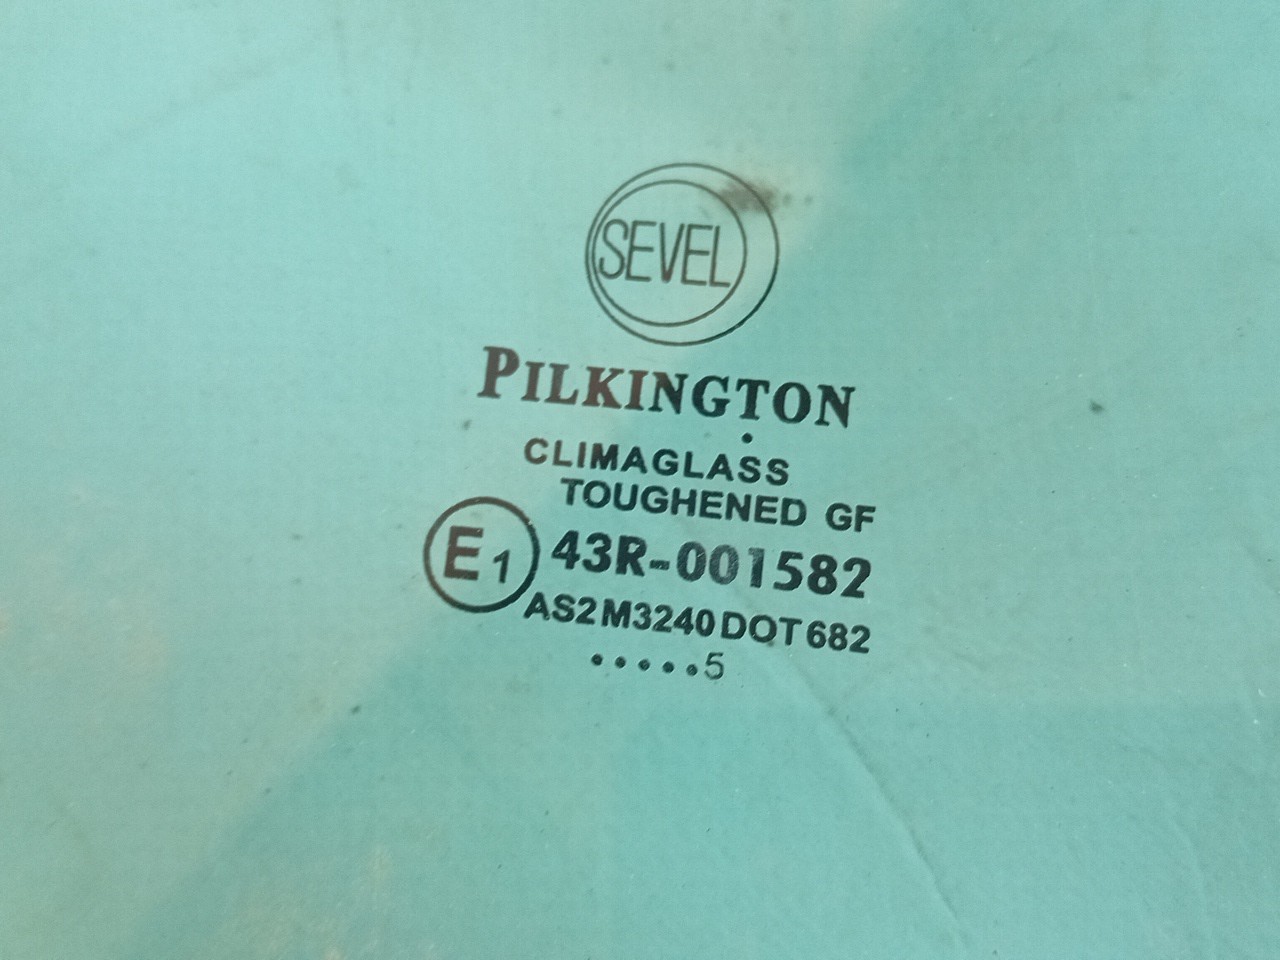 SEVEL
PILKINGTON
CLIMAGLASS
TOUGHENED GF
E1 43R-001582
AS2 M3240 DOT 682
.....5